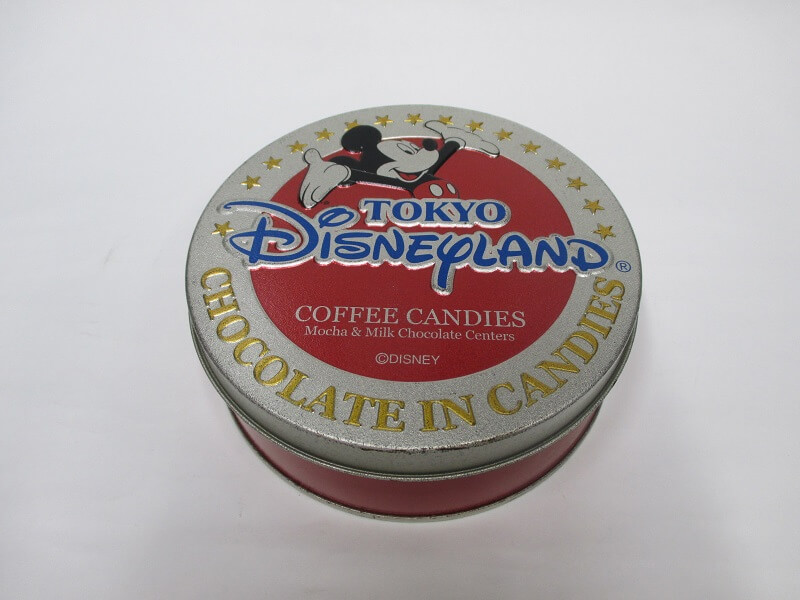 TOKYO
DISNEYLAND®
COFFEE CANDIES
Mocha & Milk Chocolate Centers
©DISNEY
CHOCOLATE IN CANDIES